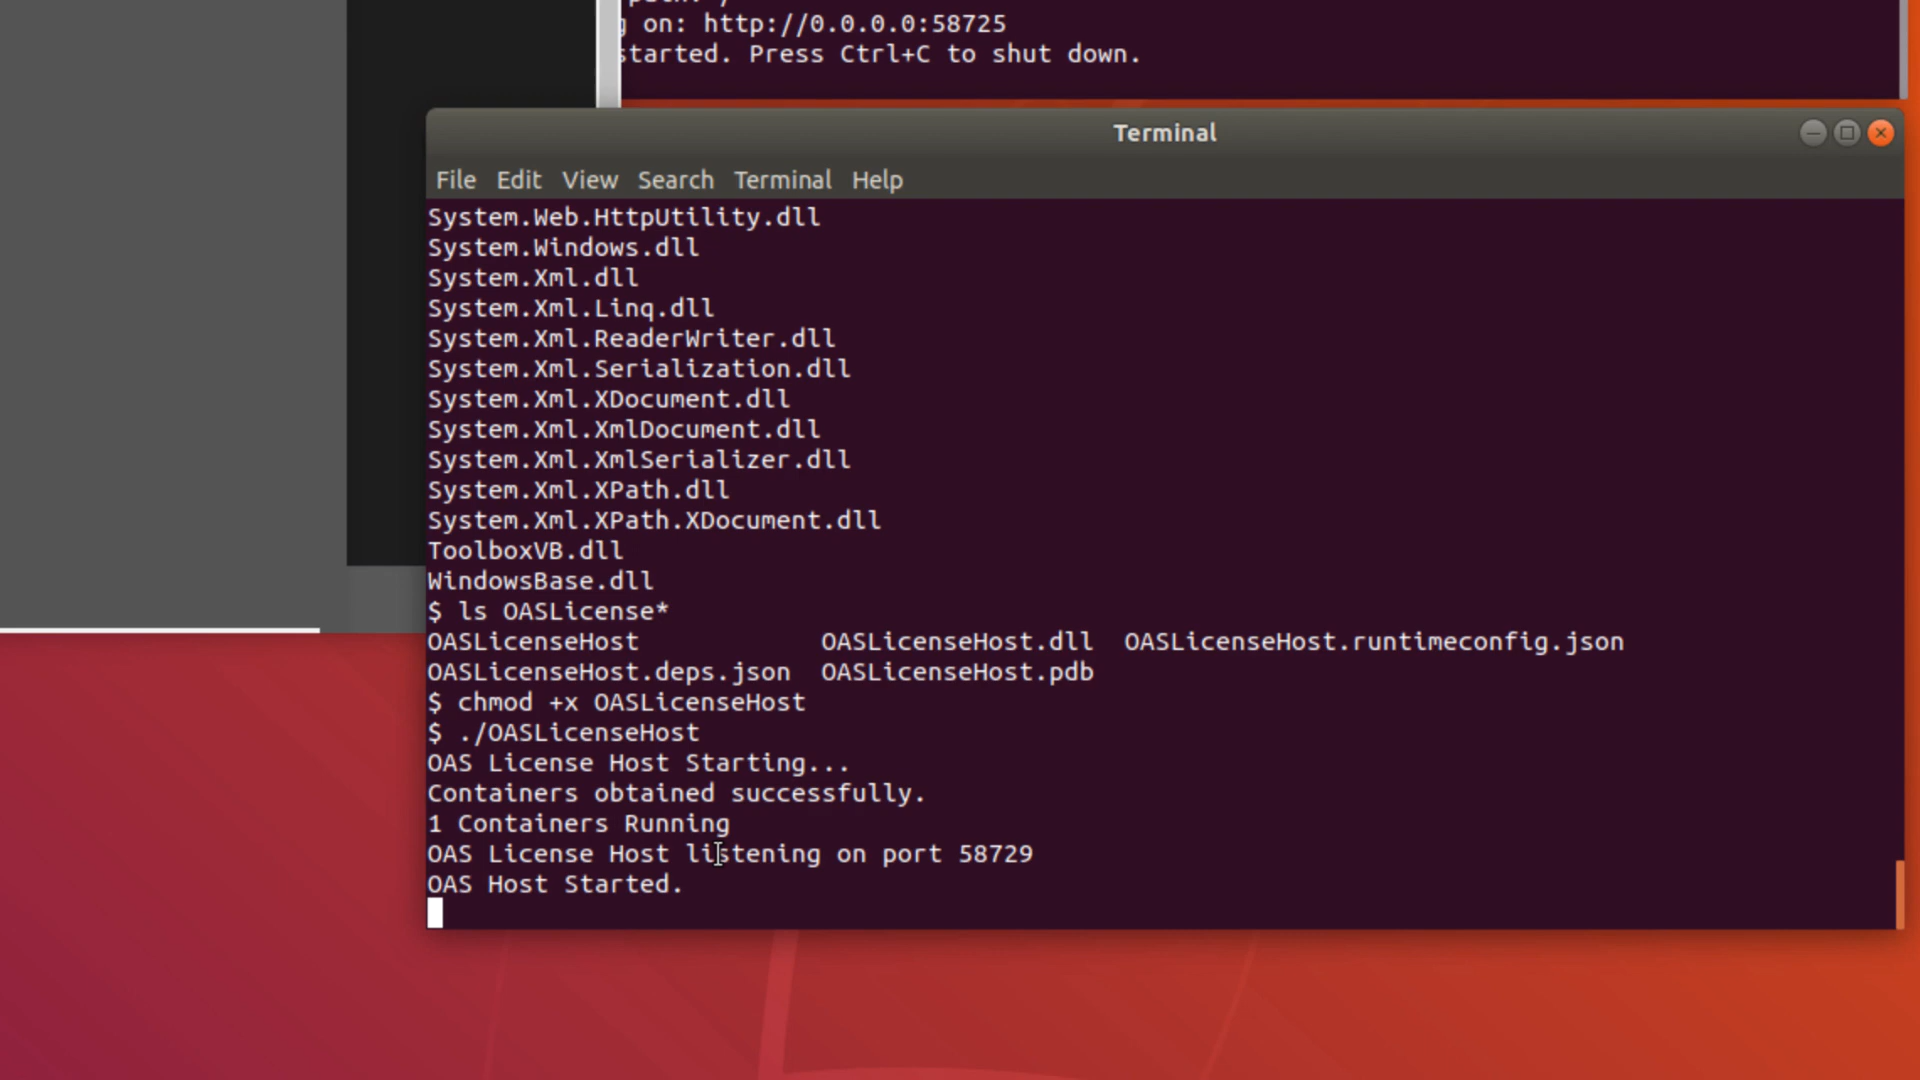 on: http://0.0.0.0:58725
started. Press Ctrl+C to shut down.
Terminal
File Edit View Search Terminal Help
System.Web.HttpUtility.dll
System.Windows.dll
System.Xml.dll
System.Xml.Linq.dll
System.Xml.ReaderWriter.dll
System.Xml.Serialization.dll
System.Xml.XDocument.dll
System.Xml.XmlDocument.dll
System.Xml.XmlSerializer.dll
System.Xml.XPath.dll
System.Xml.XPath.XDocument.dll
ToolboxVB.dll
WindowsBase.dll
$ ls OASLicense*
OASLicenseHost OASLicenseHost.dll OASLicenseHost.runtimeconfig.json
OASLicenseHost.deps.json OASLicenseHost.pdb
$ chmod +x OASLicenseHost
$ ./OASLicenseHost
OAS License Host Starting...
Containers obtained successfully.
1 Containers Running
OAS License Host listening on port 58729
OAS Host Started.